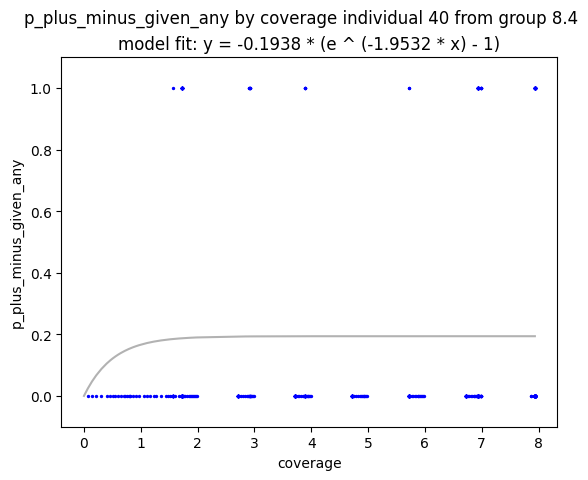 p_plus_minus_given_any by coverage individual 40 from group 8.4
model fit: y = -0.1938 * (e ^ (-1.9532 * x) - 1)
1.0
0.8
0.6
0.4
0.2
0.0
p_plus_minus_given_any
0 1 2 3 4 5 6 7 8
coverage